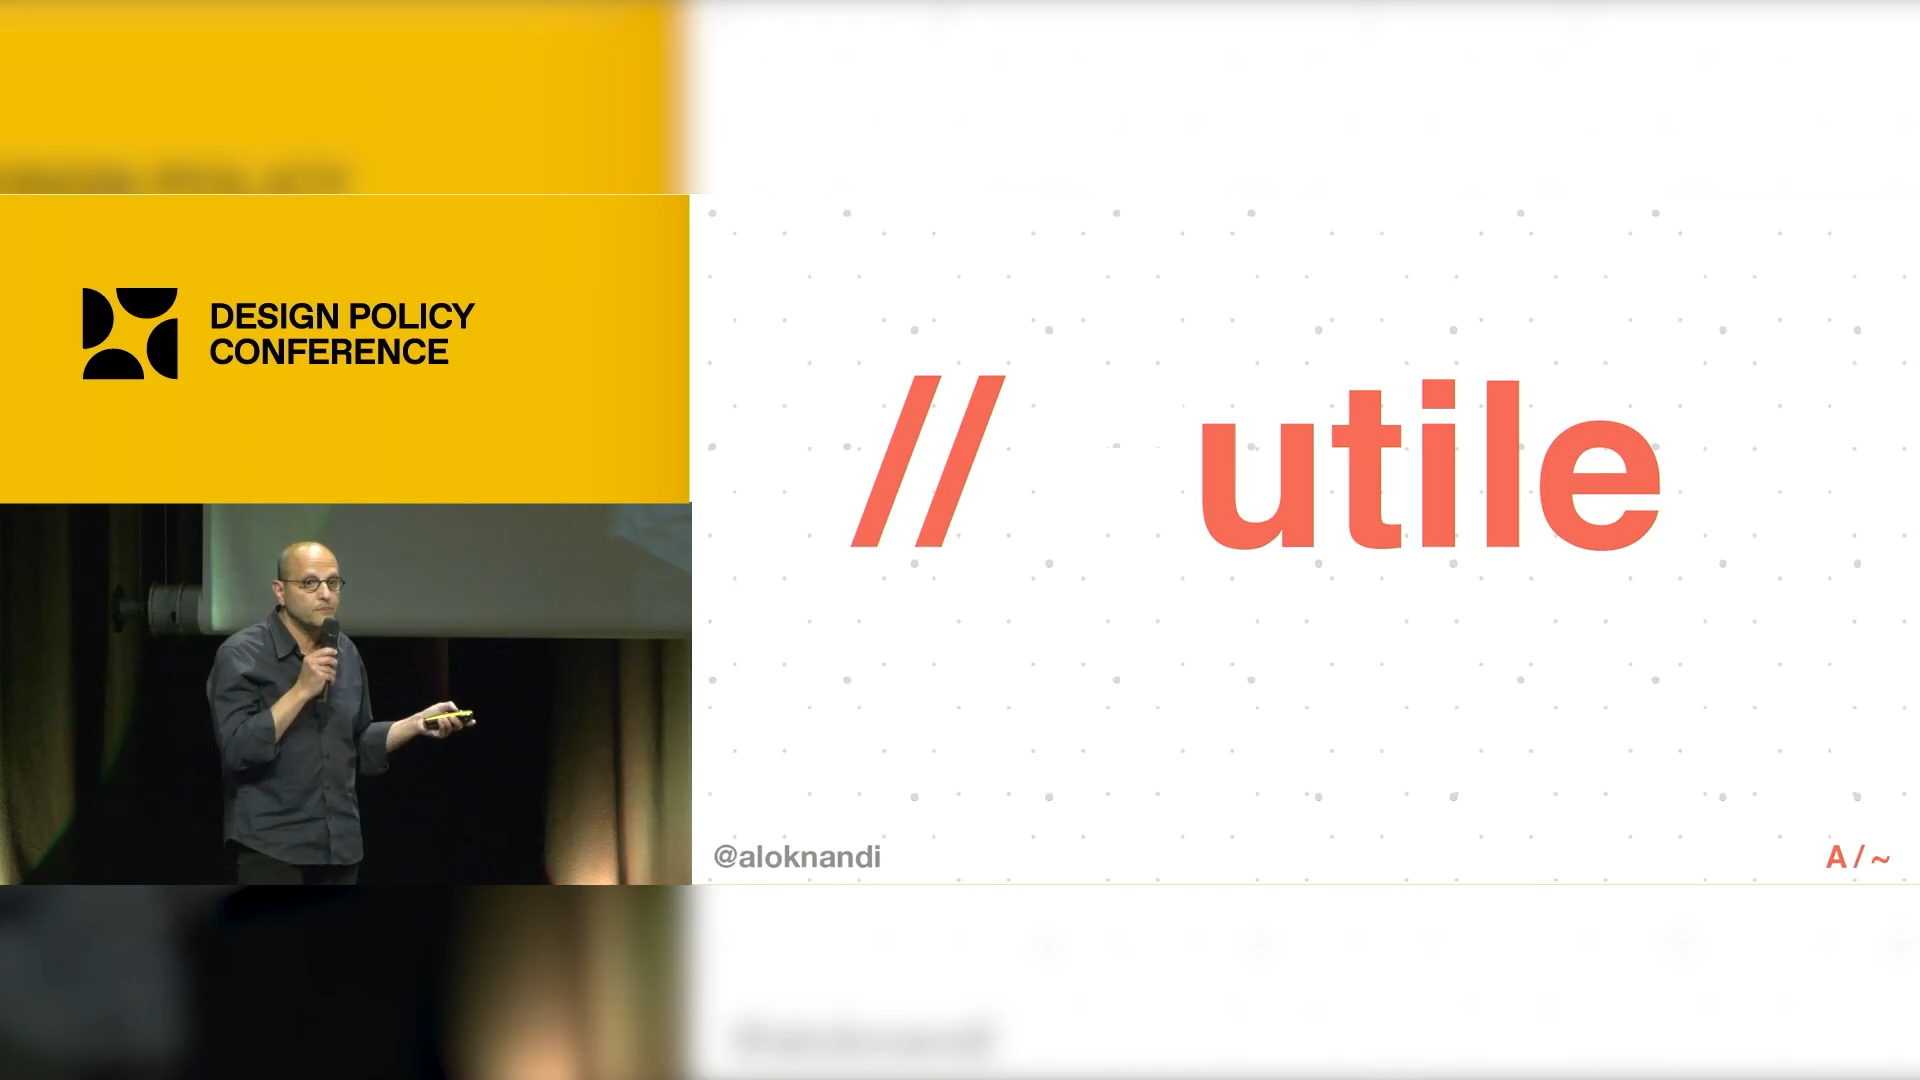 DESIGN POLICY
CONFERENCE
// utile
@aloknandi
A / ~